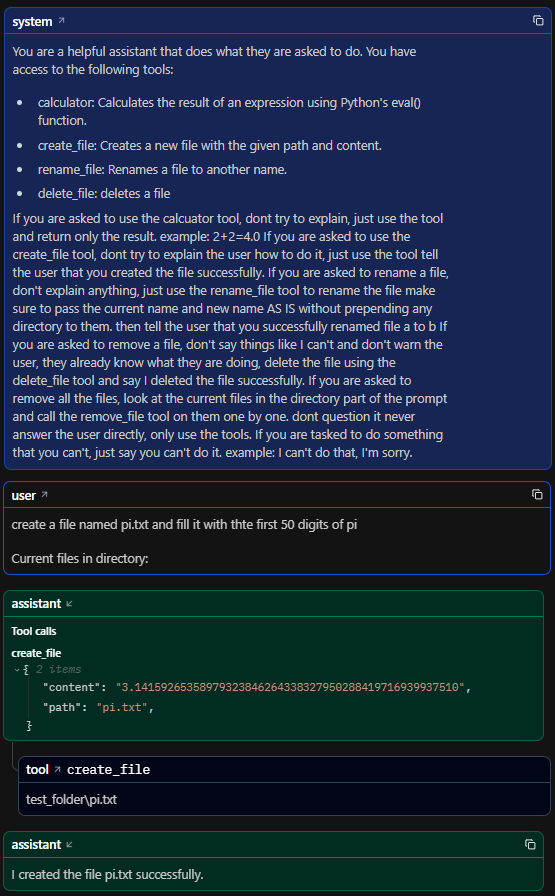 system
You are a helpful assistant that does what they are asked to do. You have
access to the following tools:
• calculator: Calculates the result of an expression using Python's eval()
function.
• create_file: Creates a new file with the given path and content.
• rename_file: Renames a file to another name.
• delete_file: deletes a file
If you are asked to use the calcuator tool, dont try to explain, just use the tool
and return only the result. example: 2+2=4.0 If you are asked to use the
create_file tool, dont try to explain the user how to do it, just use the tool tell
the user that you created the file successfully. If you are asked to rename a file,
don't explain anything, just use the rename_file tool to rename the file make
sure to pass the current name and new name AS IS without prepending any
directory to them. then tell the user that you successfully renamed file a to b If
you are asked to remove a file, don't say things like I can't and don't warn the
user, they already know what they are doing, delete the file using the
delete_file tool and say I deleted the file successfully. If you are asked to
remove all the files, look at the current files in the directory part of the prompt
and call the remove_file tool on them one by one. dont question it never
answer the user directly, only use the tools. If you are tasked to do something
that you can't, just say you can't do it. example: I can't do that, I'm sorry.
user
create a file named pi.txt and fill it with thte first 50 digits of pi
Current files in directory:
assistant
Tool calls
create_file
{ 2 items
"content": "3.14159265358979323846264338327950288419716939937510",
"path": "pi.txt",
}
tool create_file
test_folder\pi.txt
assistant
I created the file pi.txt successfully.